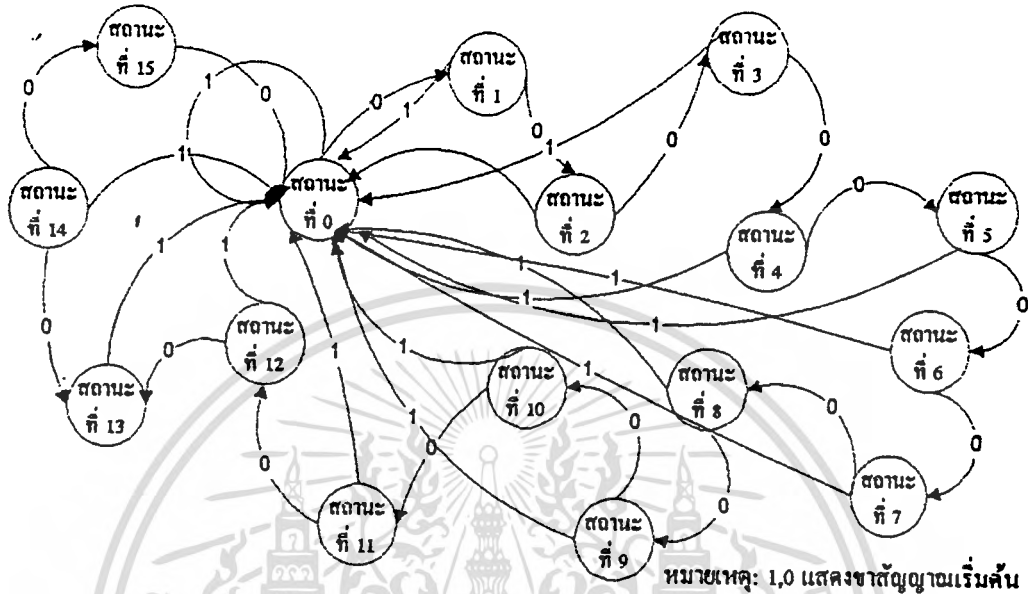 สถานะ
ที่ 15
สถานะ
ที่ 1
สถานะ
ที่ 3
0
1
0
0
1
0
0
0
1
0
สถานะ
ที่ 14
สถานะ
ที่ 0
สถานะ
ที่ 2
สถานะ
ที่ 4
สถานะ
ที่ 5
1
1
0
1
1
1
1
0
0
1
0
1
1
1
สถานะ
ที่ 13
สถานะ
ที่ 12
สถานะ
ที่ 10
สถานะ
ที่ 8
สถานะ
ที่ 6
0
0
0
0
1
0
0
สถานะ
ที่ 11
สถานะ
ที่ 9
สถานะ
ที่ 7
หมายเหตุ: 1,0 แสดงขาสัญญาณเริ่มต้น